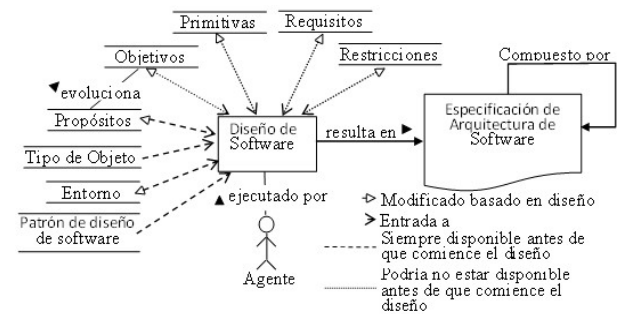 Primitivas
Requisitos
Objetivos
Restricciones
Compuesto por
evoluciona
Propósitos
Diseño de
Software
resulta en
Especificación de
Arquitectura de
Software
Tipo de Objeto
Entorno
ejecutado por
Patrón de diseño
de software
Agente
Modificado basado en diseño
Entrada a
Siempre disponible antes de
que comience el diseño
Podría no estar disponible
antes de que comience el
diseño